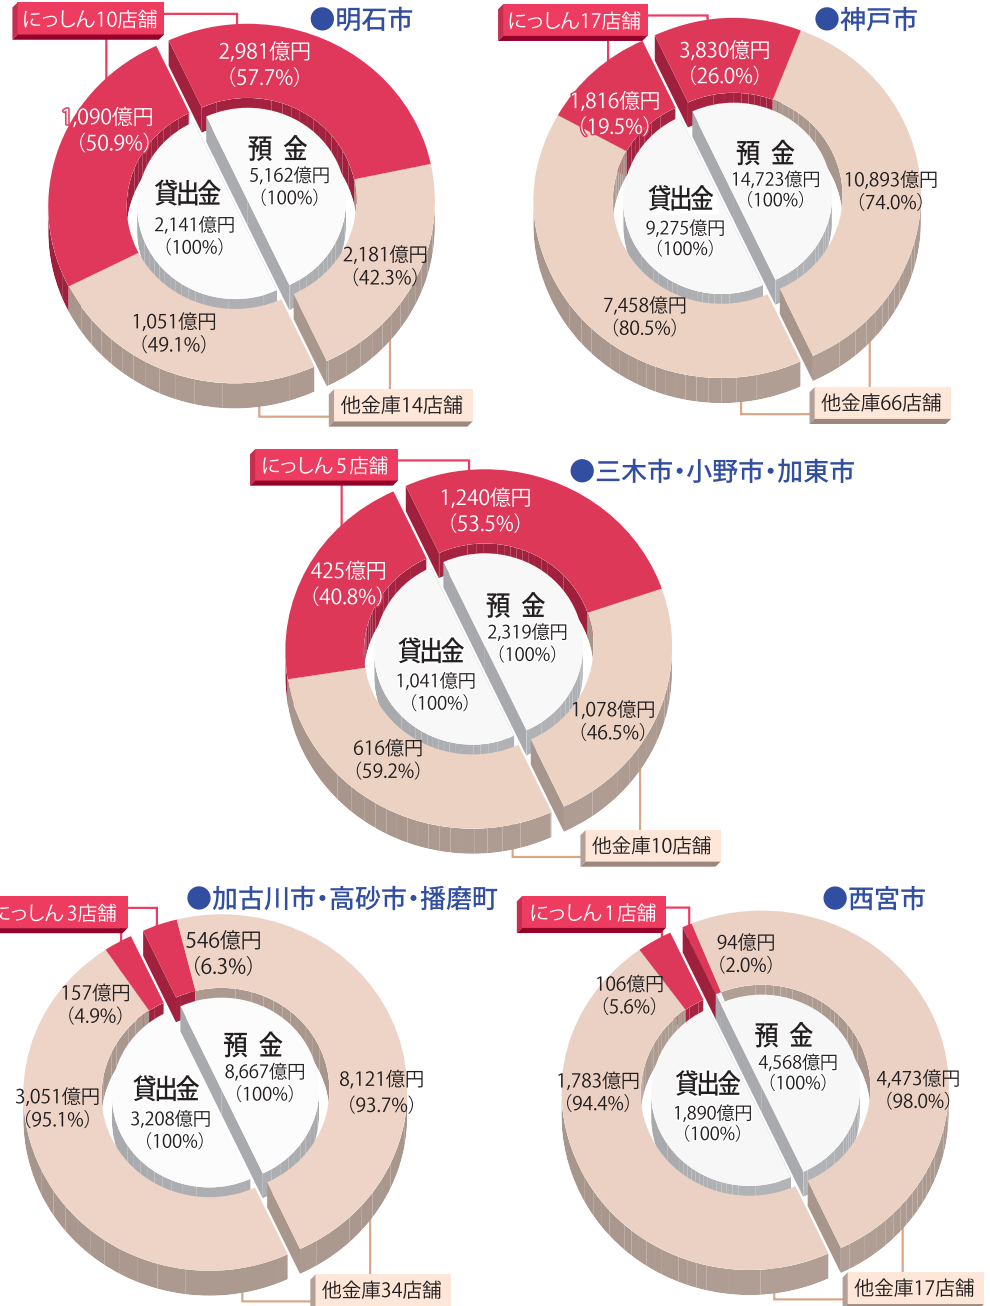 ●明石市
にっしん10店舗
2,981億円
(57.7%)
1,090億円
(50.9%)
預金
5,162億円
(100%)
貸出金
2,141億円
(100%)
2,181億円
(42.3%)
1,051億円
(49.1%)
他金庫14店舗
●神戸市
にっしん17店舗
3,830億円
(26.0%)
1,816億円
(19.5%)
預金
14,723億円
(100%)
貸出金
9,275億円
(100%)
10,893億円
(74.0%)
7,458億円
(80.5%)
他金庫66店舗
●三木市・小野市・加東市
にっしん5店舗
1,240億円
(53.5%)
425億円
(40.8%)
預金
2,319億円
(100%)
貸出金
1,041億円
(100%)
1,078億円
(46.5%)
616億円
(59.2%)
他金庫10店舗
●加古川市・高砂市・播磨町
にっしん3店舗
546億円
(6.3%)
157億円
(4.9%)
預金
8,667億円
(100%)
貸出金
3,208億円
(100%)
8,121億円
(93.7%)
3,051億円
(95.1%)
他金庫34店舗
●西宮市
にっしん1店舗
94億円
(2.0%)
106億円
(5.6%)
預金
4,568億円
(100%)
貸出金
1,890億円
(100%)
4,473億円
(98.0%)
1,783億円
(94.4%)
他金庫17店舗